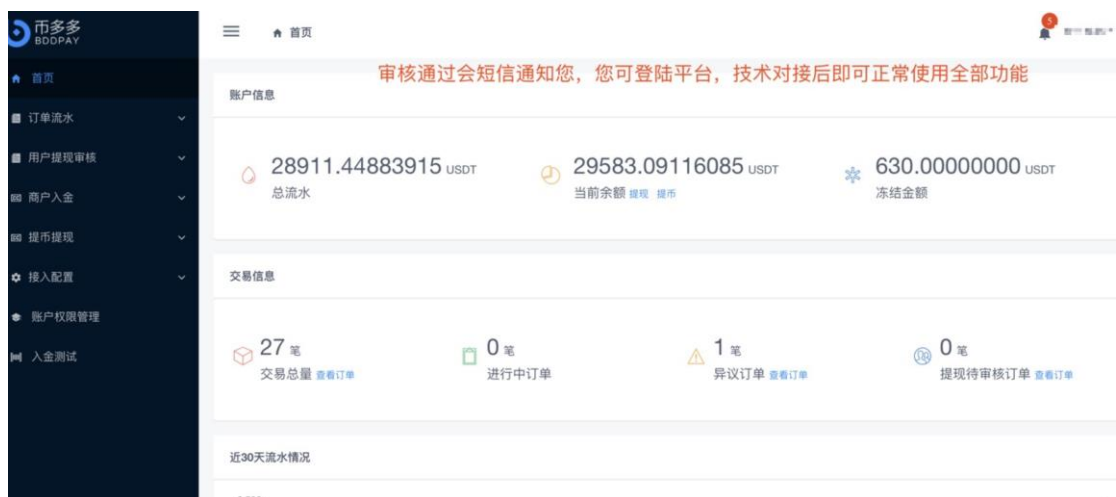 币多多
BDDPAY
首页
5
首页
审核通过会短信通知您，您可登陆平台，技术对接后即可正常使用全部功能
订单流水
用户提现审核
商户入金
提币提现
接入配置
账户权限管理
入金测试
账户信息
28911.44883915 USDT
总流水
29583.09116085 USDT
当前余额 提现 提币
630.00000000 USDT
冻结金额
交易信息
27 笔
交易总量 查看订单
0 笔
进行中订单
1 笔
异议订单 查看订单
0 笔
提现待审核订单 查看订单
近30天流水情况